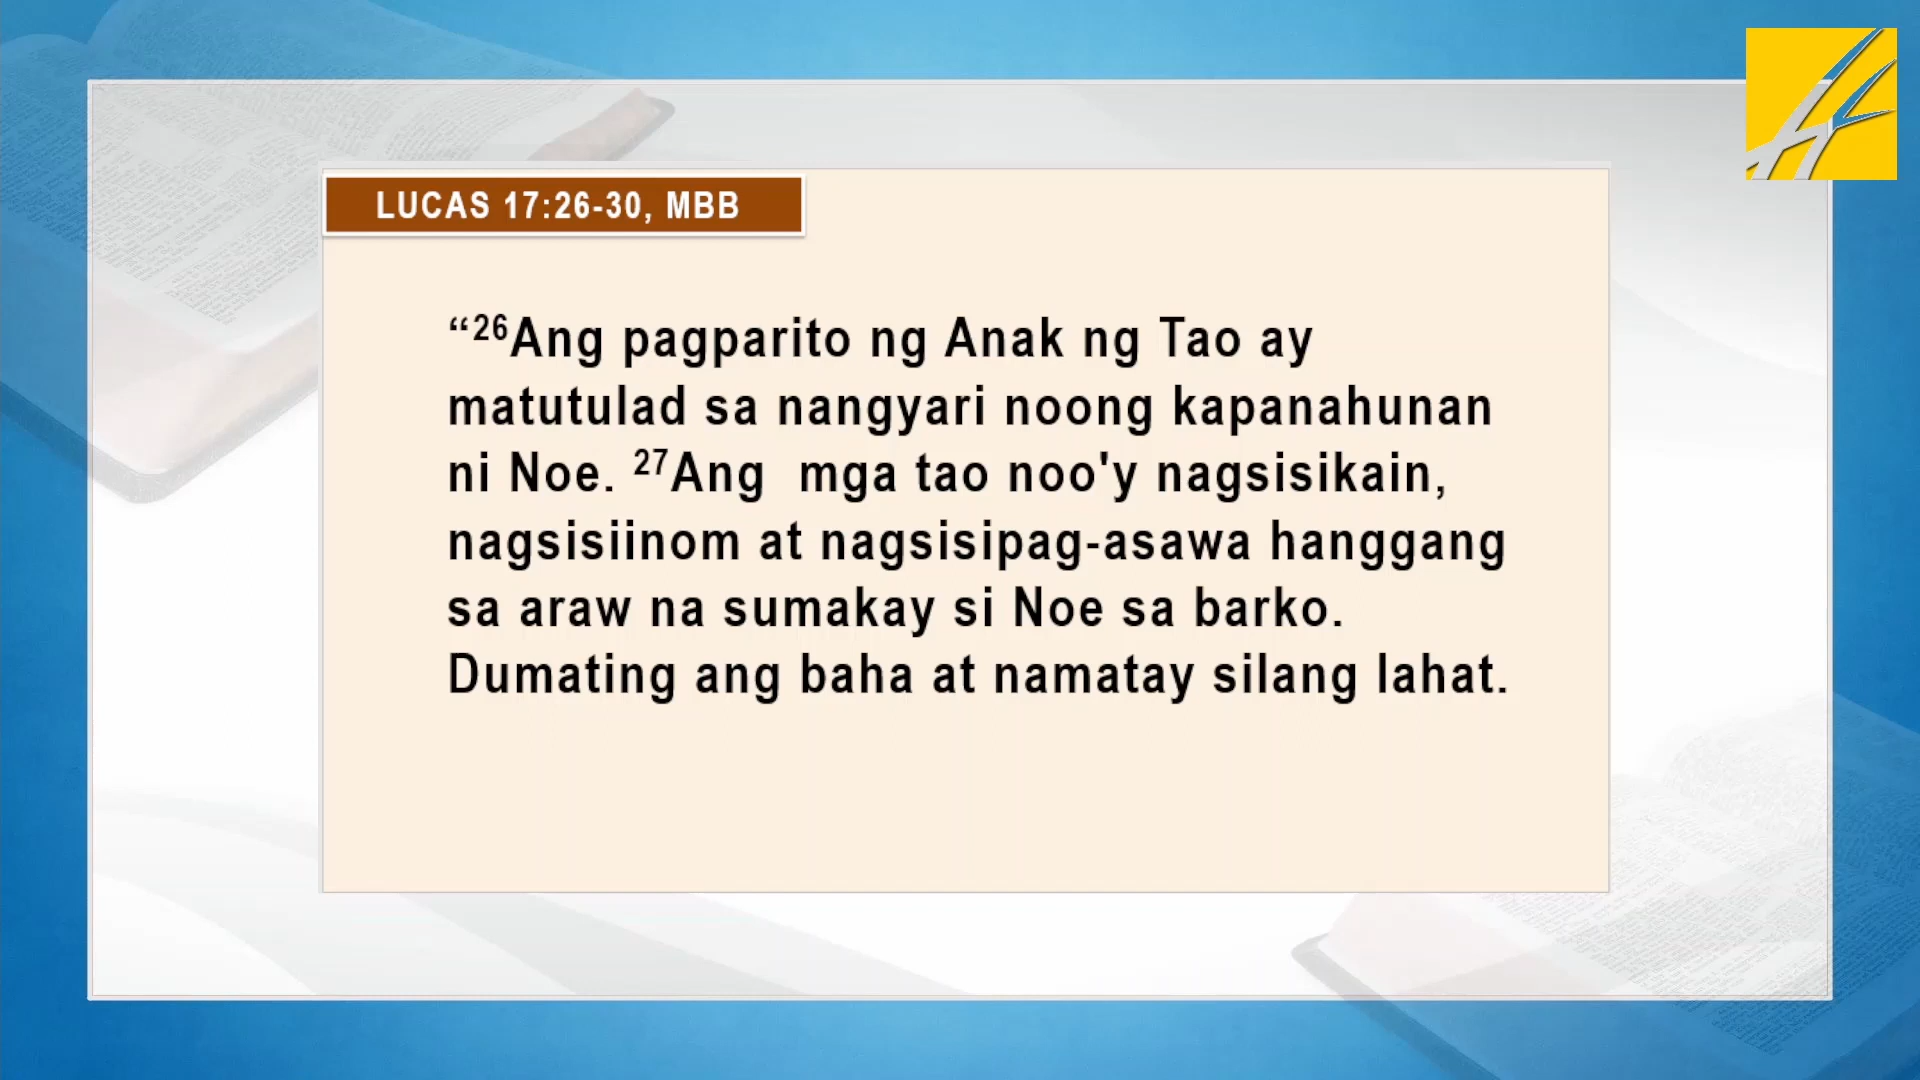 LUCAS 17:26-30, MBB
“²⁶Ang pagparito ng Anak ng Tao ay
matutulad sa nangyari noong kapanahunan
ni Noe. ²⁷Ang  mga tao noo'y nagsisikain,
nagsisiinom at nagsisipag-asawa hanggang
sa araw na sumakay si Noe sa barko.
Dumating ang baha at namatay silang lahat.